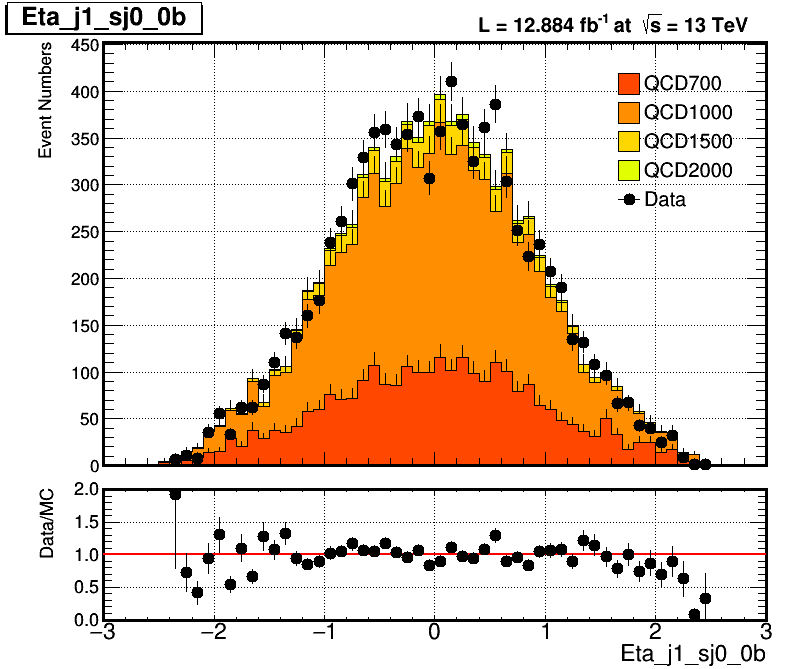 Eta_j1_sj0_0b
L = 12.884 fb⁻¹ at √s = 13 TeV
Event Numbers
450
400
350
300
250
200
150
100
50
0
QCD700
QCD1000
QCD1500
QCD2000
Data
Data/MC
2.0
1.5
1.0
0.5
0.0
−3 −2 −1 0 1 2 3
Eta_j1_sj0_0b